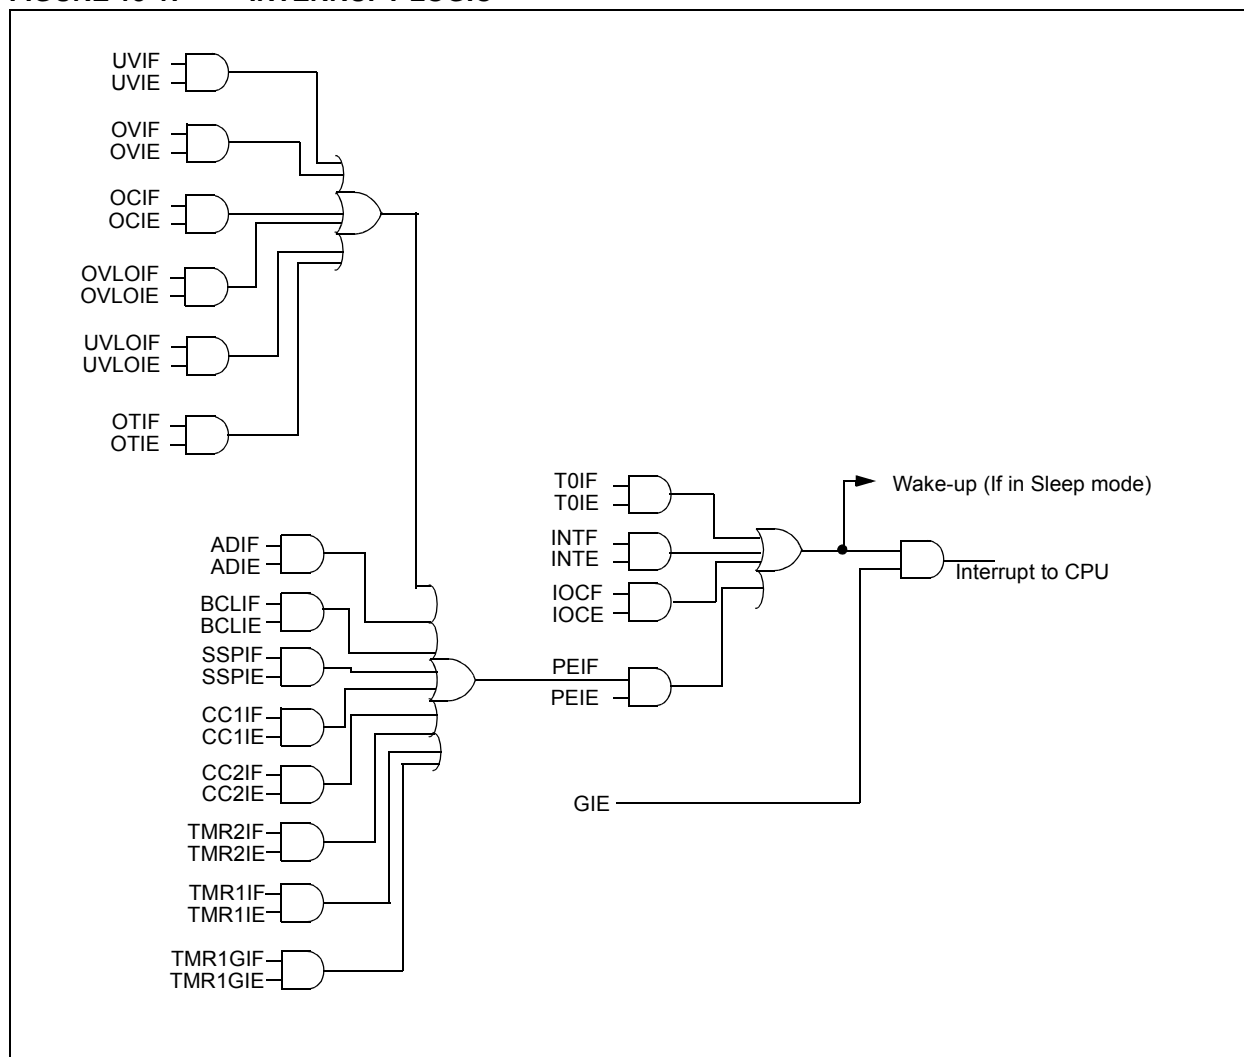 UVIF
UVIE
OVIF
OVIE
OCIF
OCIE
OVLOIF
OVLOIE
UVLOIF
UVLOIE
OTIF
OTIE
T0IF
T0IE
Wake-up (If in Sleep mode)
INTF
INTE
Interrupt to CPU
IOCF
IOCE
ADIF
ADIE
BCLIF
BCLIE
SSPIF
SSPIE
PEIF
PEIE
CC1IF
CC1IE
CC2IF
CC2IE
GIE
TMR2IF
TMR2IE
TMR1IF
TMR1IE
TMR1GIF
TMR1GIE